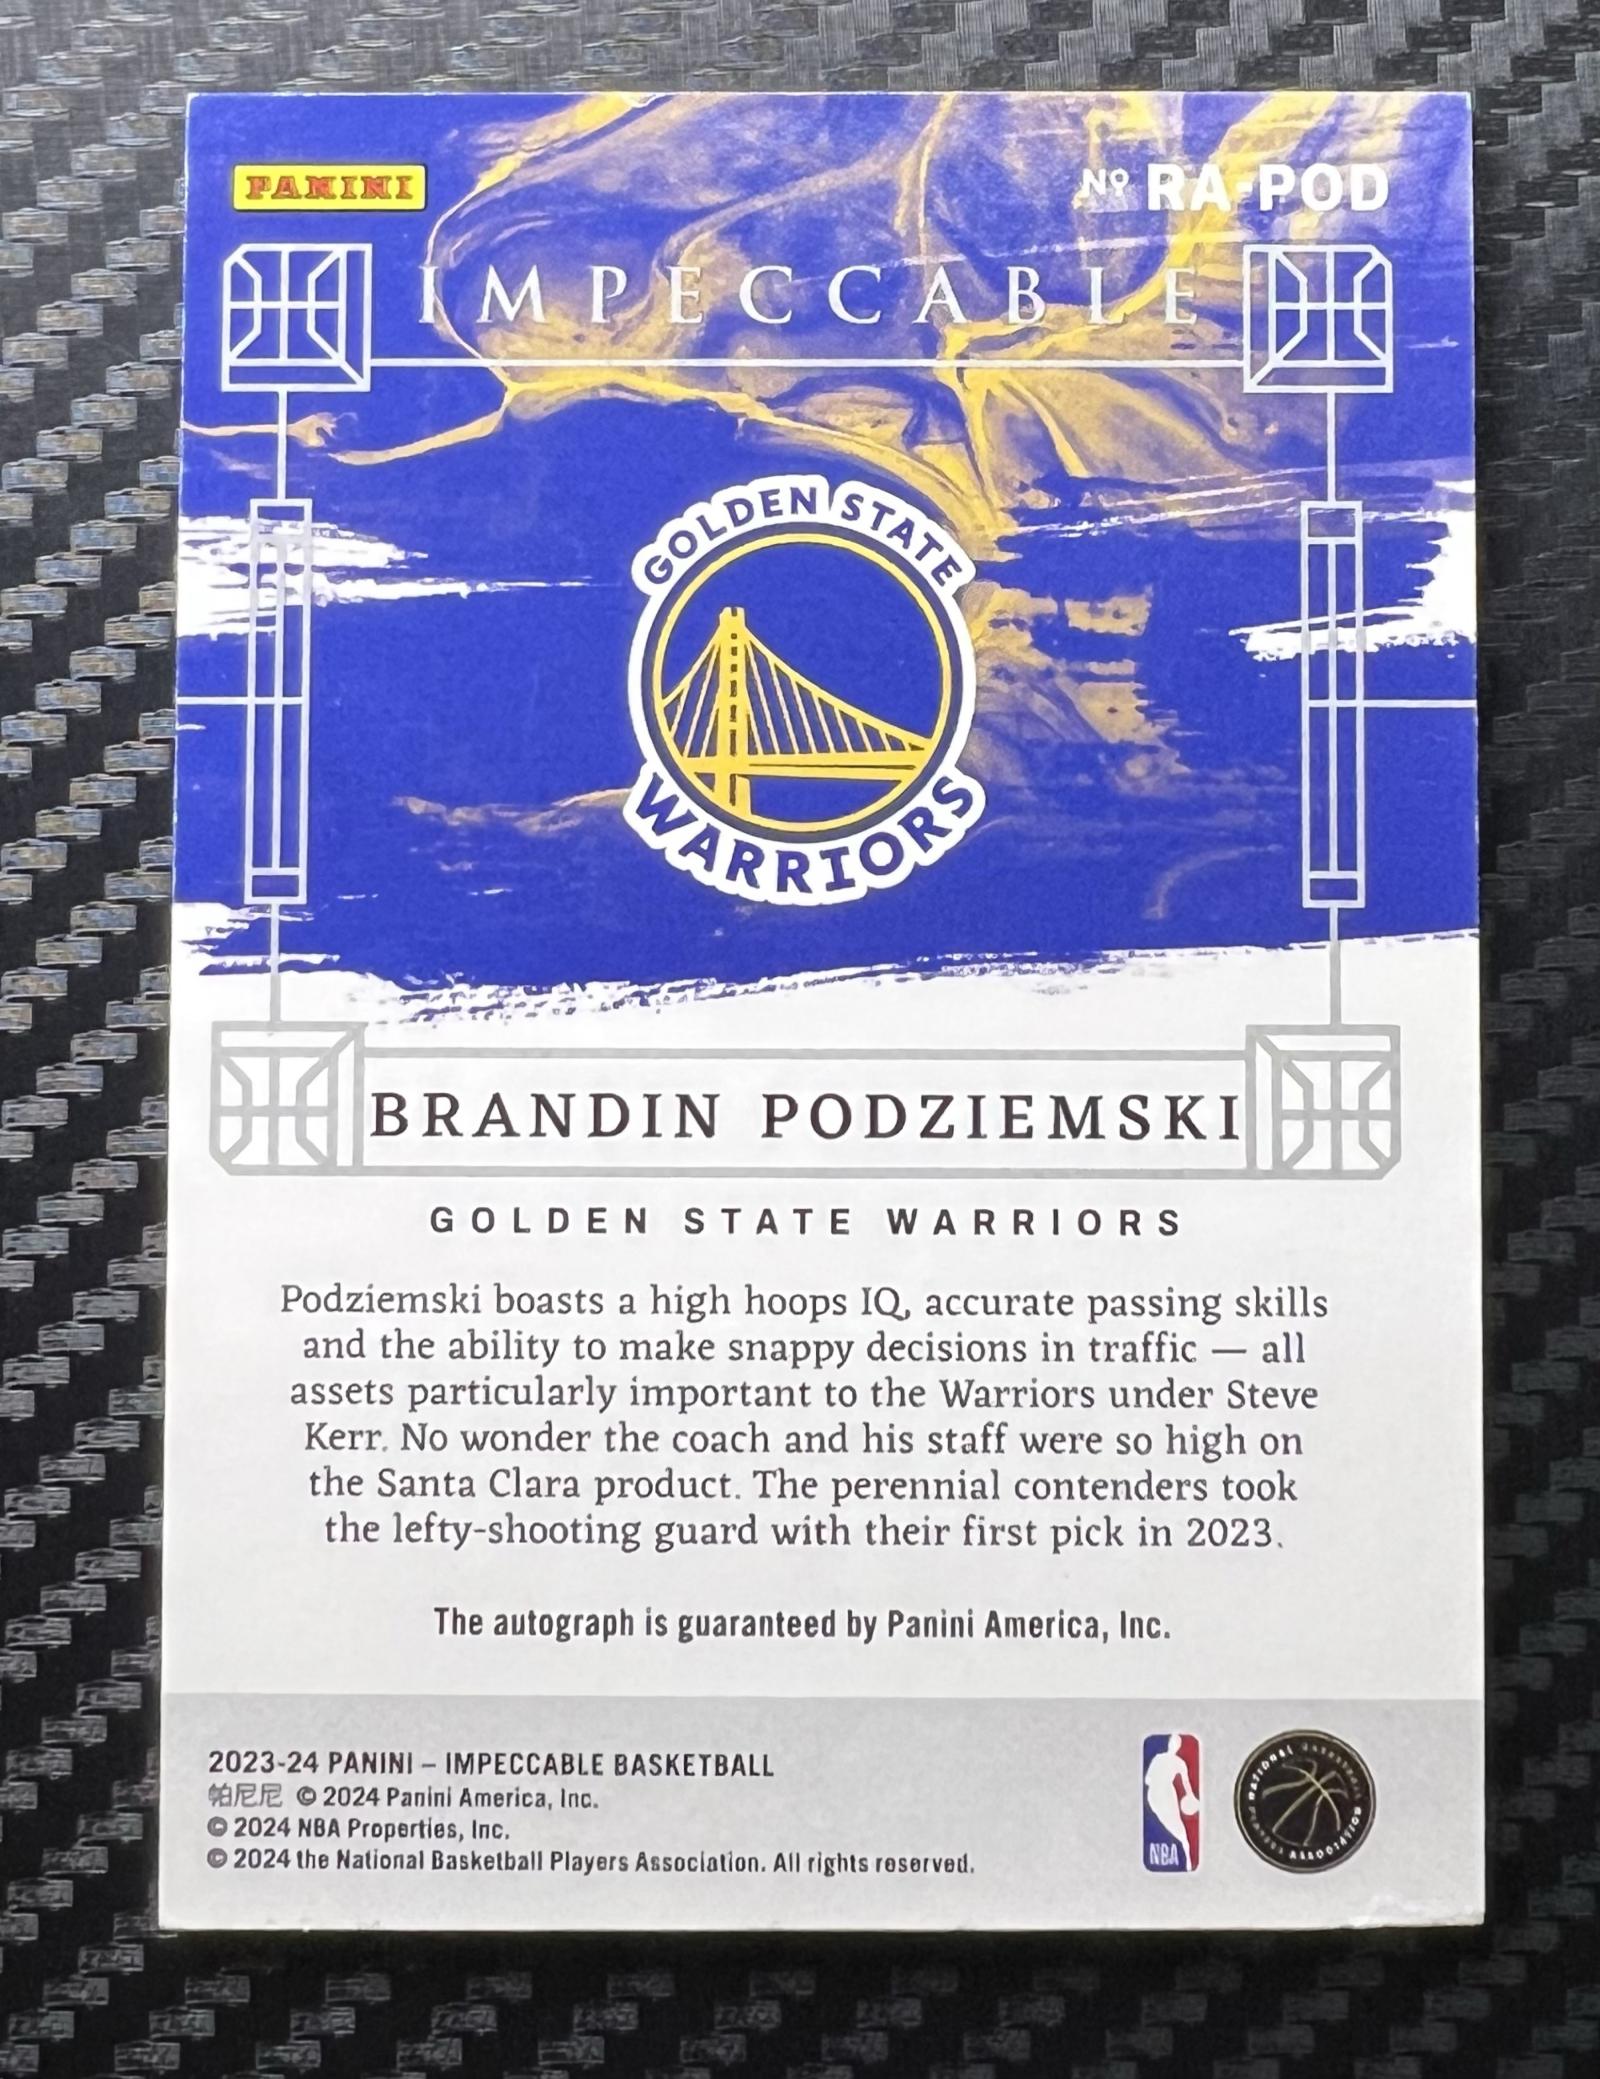 PANINI
Nº RA-POD
IMPECCABLE
GOLDEN STATE
WARRIORS
BRANDIN PODZIEMSKI
GOLDEN STATE WARRIORS
Podziemski boasts a high hoops IQ, accurate passing skills
and the ability to make snappy decisions in traffic — all
assets particularly important to the Warriors under Steve
Kerr. No wonder the coach and his staff were so high on
the Santa Clara product. The perennial contenders took
the lefty-shooting guard with their first pick in 2023.
The autograph is guaranteed by Panini America, Inc.
2023-24 PANINI – IMPECCABLE BASKETBALL
帕尼尼 © 2024 Panini America, Inc.
© 2024 NBA Properties, Inc.
© 2024 the National Basketball Players Association. All rights reserved.
NBA
NATIONAL BASKETBALL
PLAYERS ASSOCIATION